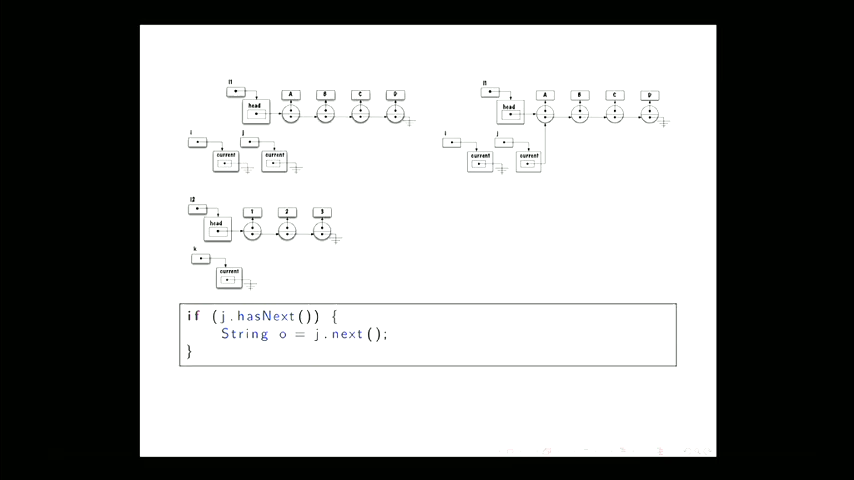 l1
head
A B C D
i j
current current
l1
head
A B C D
i j
current current
l2
head
1 2 3
k
current
if (j.hasNext()) {
String o = j.next();
}